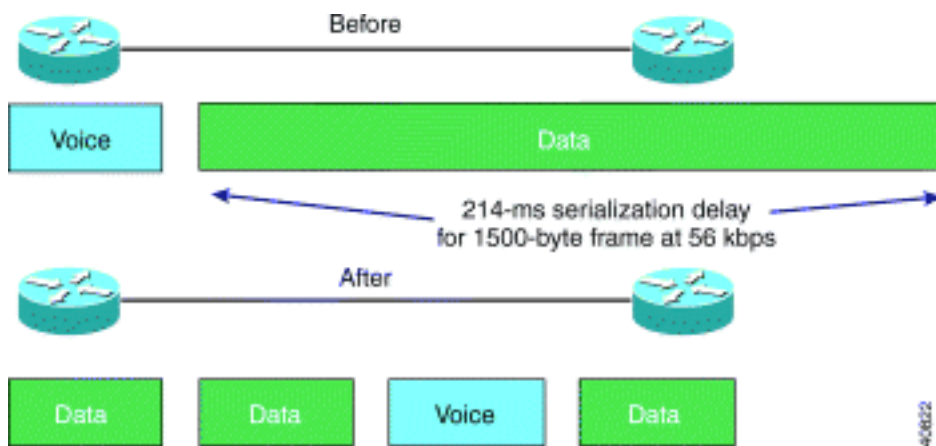 Before
Voice
Data
214-ms serialization delay
for 1500-byte frame at 56 kbps
After
Data
Data
Voice
Data
40822